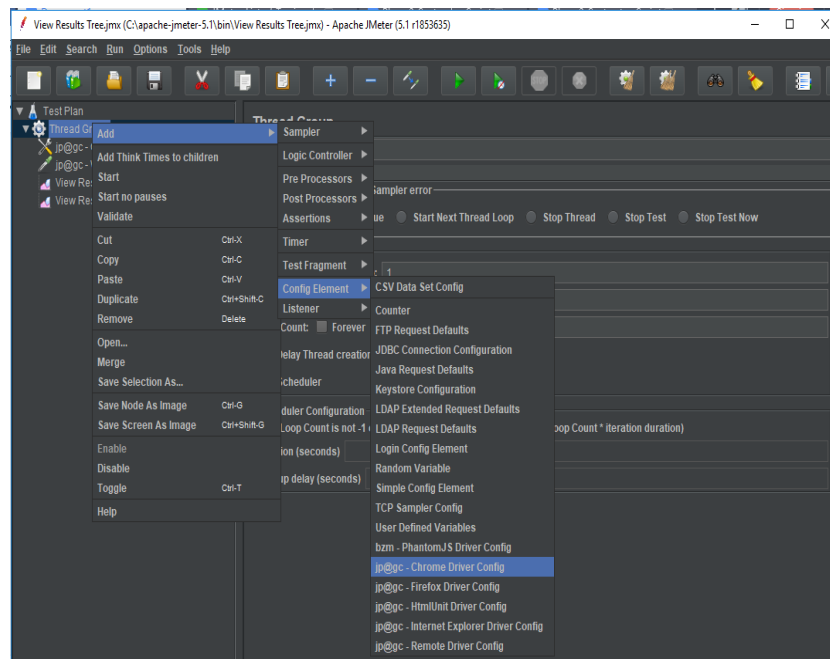 View Results Tree.jmx (C:\apache-jmeter-5.1\bin\View Results Tree.jmx) - Apache JMeter (5.1 r1853635)
File Edit Search Run Options Tools Help
Test Plan
Thread Gr
jp@gc -
jp@gc -
View Re
View Re
Add
Add Think Times to children
Start
Start no pauses
Validate
Cut Ctrl-X
Copy Ctrl-C
Paste Ctrl-V
Duplicate Ctrl+Shift-C
Remove Delete
Open...
Merge
Save Selection As...
Save Node As Image Ctrl-G
Save Screen As Image Ctrl+Shift-G
Enable
Disable
Toggle Ctrl-T
Help
Sampler
Logic Controller
Pre Processors
Post Processors
Assertions
Timer
Test Fragment
Config Element
Listener
CSV Data Set Config
Counter
FTP Request Defaults
JDBC Connection Configuration
Java Request Defaults
Keystore Configuration
LDAP Extended Request Defaults
LDAP Request Defaults
Login Config Element
Random Variable
Simple Config Element
TCP Sampler Config
User Defined Variables
bzm - PhantomJS Driver Config
jp@gc - Chrome Driver Config
jp@gc - Firefox Driver Config
jp@gc - HtmlUnit Driver Config
jp@gc - Internet Explorer Driver Config
jp@gc - Remote Driver Config
Thread Group
Sampler error
ue Start Next Thread Loop Stop Thread Stop Test Stop Test Now
1
Count: Forever
Delay Thread creation
Scheduler
duler Configuration
Loop Count is not -1 oop Count * iteration duration)
ion (seconds)
up delay (seconds)